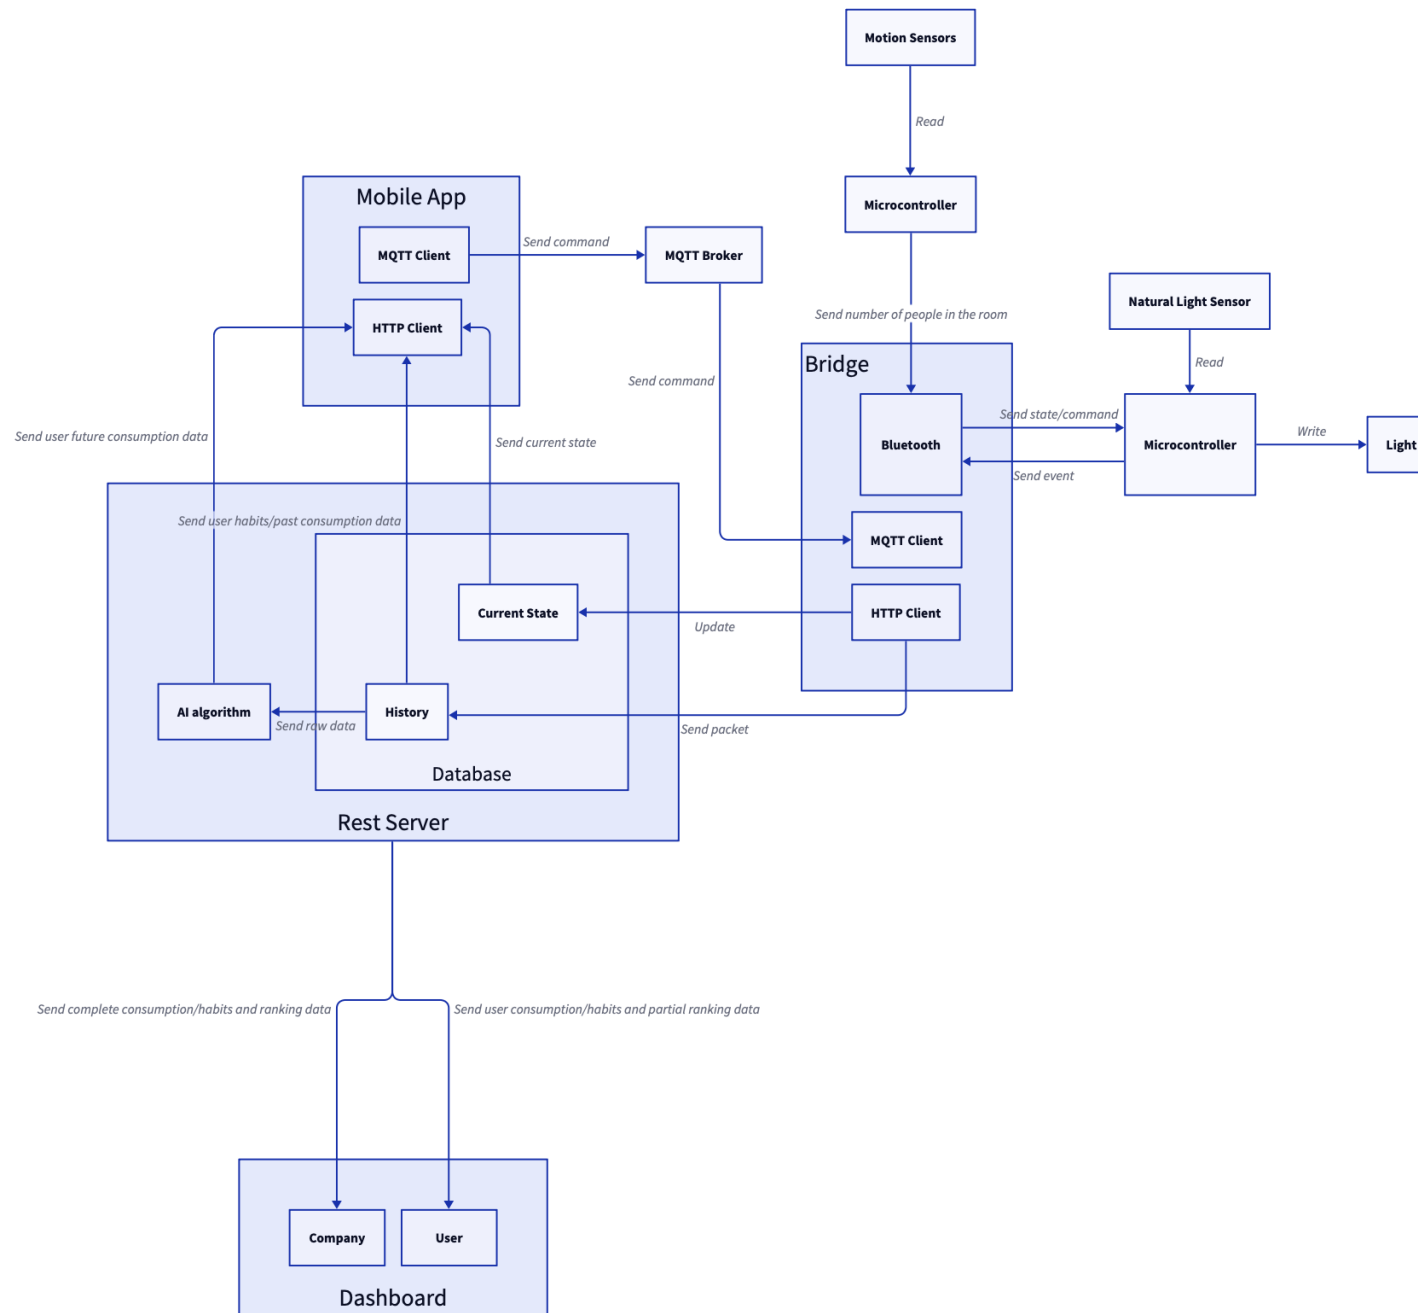 Motion Sensors
Read
Mobile App
Microcontroller
MQTT Client
Send command
MQTT Broker
Natural Light Sensor
Send number of people in the room
HTTP Client
Bridge
Read
Send command
Send state/command
Send user future consumption data
Send current state
Bluetooth
Microcontroller
Write
Light
Send event
Send user habits/past consumption data
MQTT Client
Current State
HTTP Client
Update
AI algorithm
Send raw data
History
Send packet
Database
Rest Server
Send complete consumption/habits and ranking data
Send user consumption/habits and partial ranking data
Company
User
Dashboard